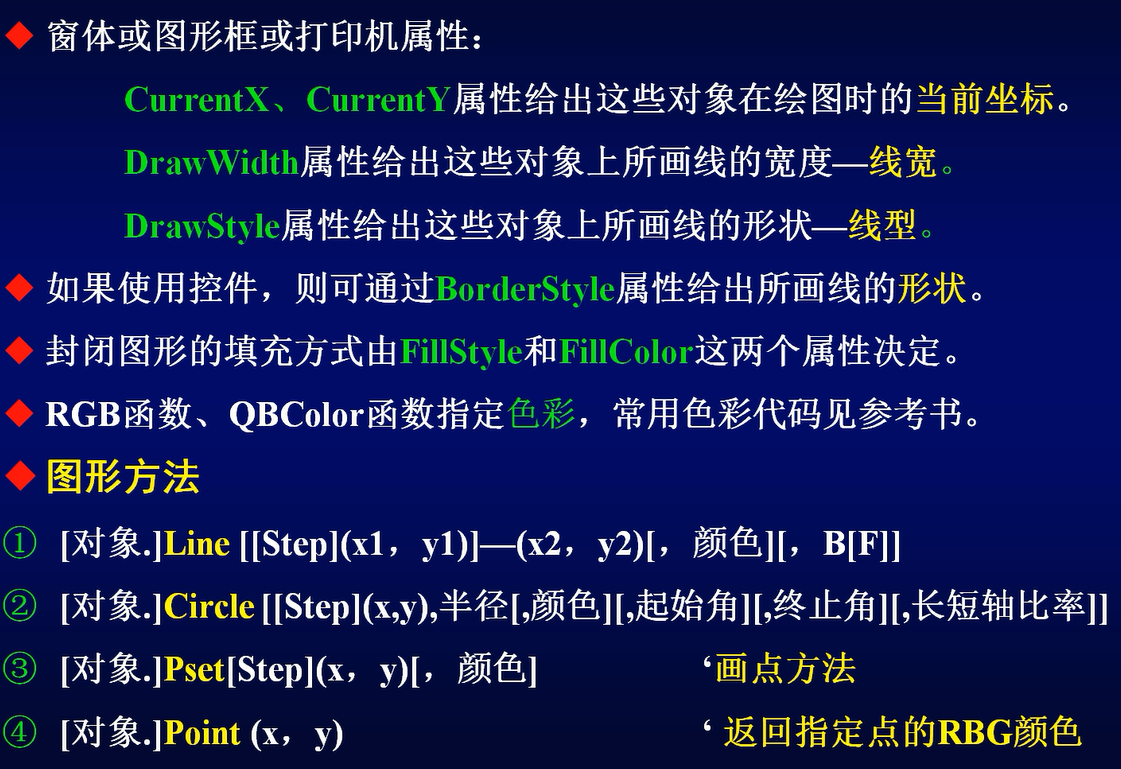 ◆ 窗体或图形框或打印机属性：
CurrentX、CurrentY属性给出这些对象在绘图时的当前坐标。
DrawWidth属性给出这些对象上所画线的宽度—线宽。
DrawStyle属性给出这些对象上所画线的形状—线型。
◆ 如果使用控件，则可通过BorderStyle属性给出所画线的形状。
◆ 封闭图形的填充方式由FillStyle和FillColor这两个属性决定。
◆ RGB函数、QBColor函数指定色彩，常用色彩代码见参考书。
◆ 图形方法
① [对象.]Line [[Step](x1，y1)]—(x2，y2)[，颜色][，B[F]]
② [对象.]Circle [[Step](x,y),半径[,颜色][,起始角][,终止角][,长短轴比率]]
③ [对象.]Pset[Step](x，y)[，颜色] ‘画点方法
④ [对象.]Point (x，y) ‘ 返回指定点的RBG颜色